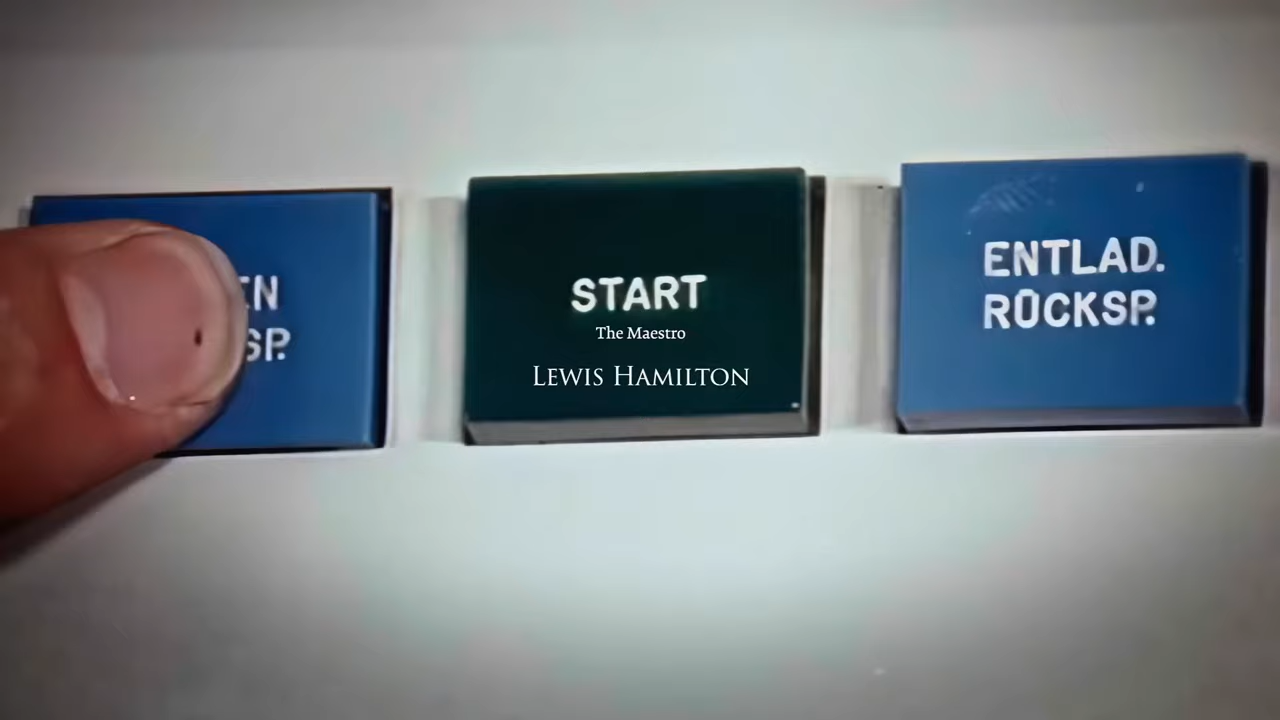 START
The Maestro
LEWIS HAMILTON
ENTLAD.
RÜCKSP.